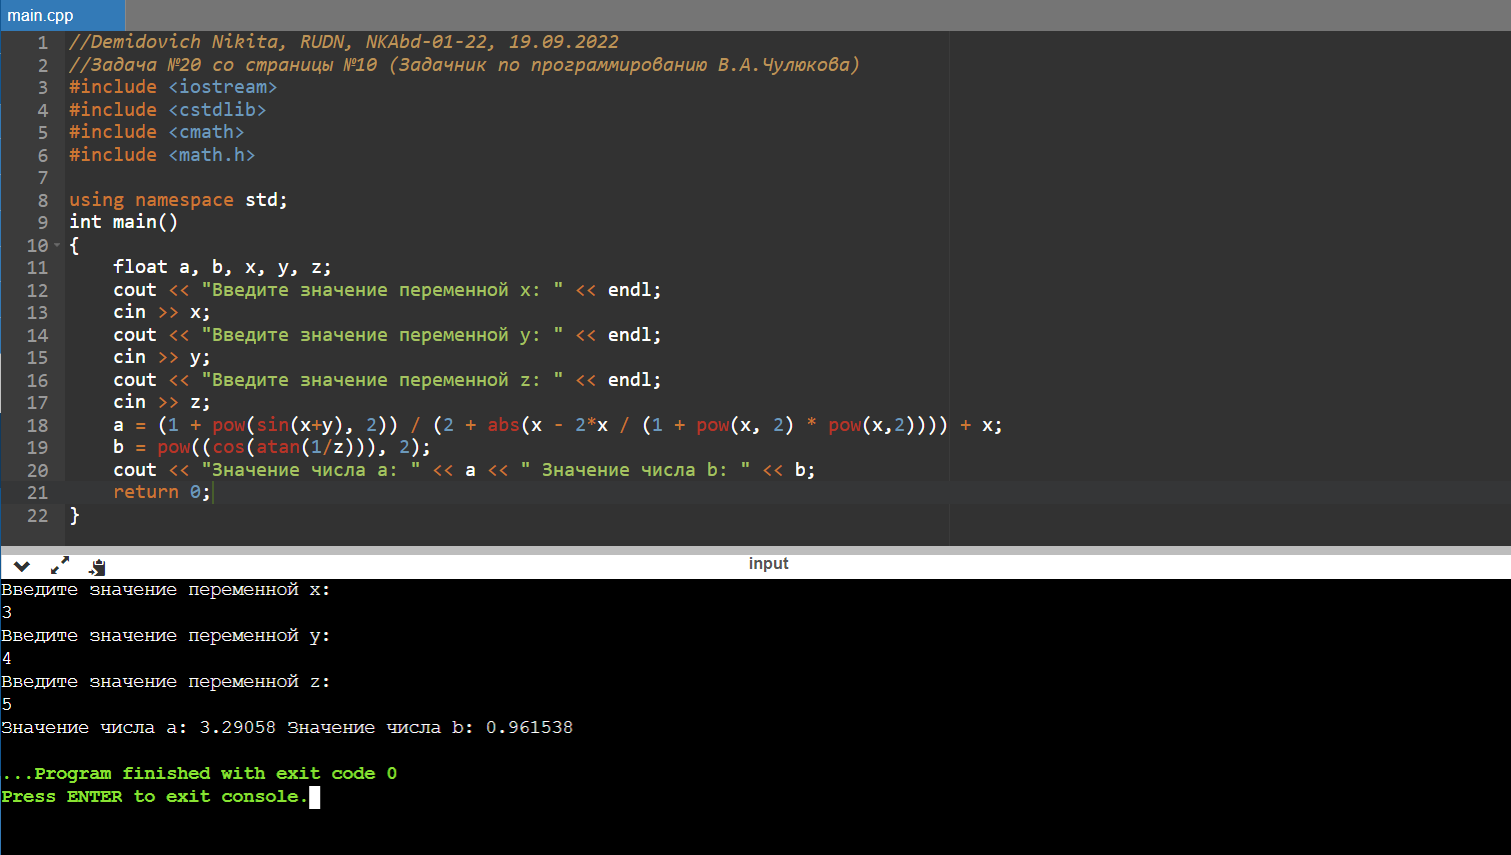 main.cpp
1 //Demidovich Nikita, RUDN, NKAbd-01-22, 19.09.2022
2 //Задача №20 со страницы №10 (Задачник по программированию В.А.Чулюкова)
3 #include <iostream>
4 #include <cstdlib>
5 #include <cmath>
6 #include <math.h>
7
8 using namespace std;
9 int main()
10 {
11     float a, b, x, y, z;
12     cout << "Введите значение переменной x: " << endl;
13     cin >> x;
14     cout << "Введите значение переменной y: " << endl;
15     cin >> y;
16     cout << "Введите значение переменной z: " << endl;
17     cin >> z;
18     a = (1 + pow(sin(x+y), 2)) / (2 + abs(x - 2*x / (1 + pow(x, 2) * pow(x,2)))) + x;
19     b = pow((cos(atan(1/z))), 2);
20     cout << "Значение числа a: " << a << " Значение числа b: " << b;
21     return 0;
22 }
input
Введите значение переменной x:
3
Введите значение переменной y:
4
Введите значение переменной z:
5
Значение числа a: 3.29058 Значение числа b: 0.961538
...Program finished with exit code 0
Press ENTER to exit console.